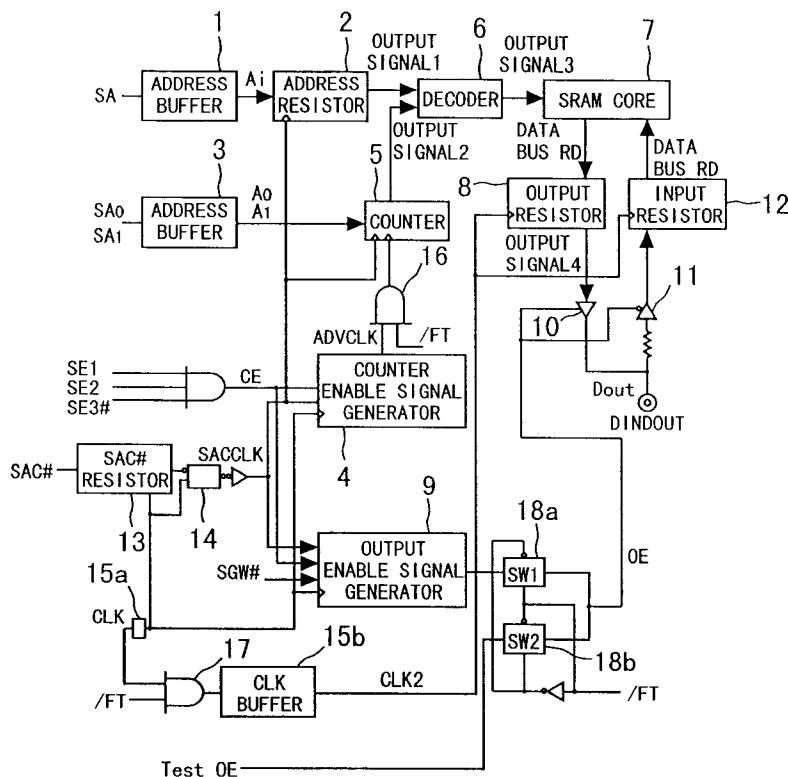 1
2
OUTPUT
SIGNAL1
6
OUTPUT
SIGNAL3
7
SA
ADDRESS
BUFFER
Ai
ADDRESS
RESISTOR
DECODER
SRAM CORE
OUTPUT
SIGNAL2
DATA
BUS RD
DATA
BUS RD
3
5
8
SA0
SA1
ADDRESS
BUFFER
A0
A1
COUNTER
OUTPUT
RESISTOR
INPUT
RESISTOR
12
OUTPUT
SIGNAL4
16
11
10
ADVCLK
/FT
SE1
SE2
SE3#
CE
COUNTER
ENABLE SIGNAL
GENERATOR
Dout
DINDOUT
SAC#
SAC#
RESISTOR
SACCLK
13
14
4
9
18a
OE
SGW#
OUTPUT
ENABLE SIGNAL
GENERATOR
SW1
15a
CLK
15b
SW2
18b
17
/FT
CLK
BUFFER
CLK2
/FT
Test OE